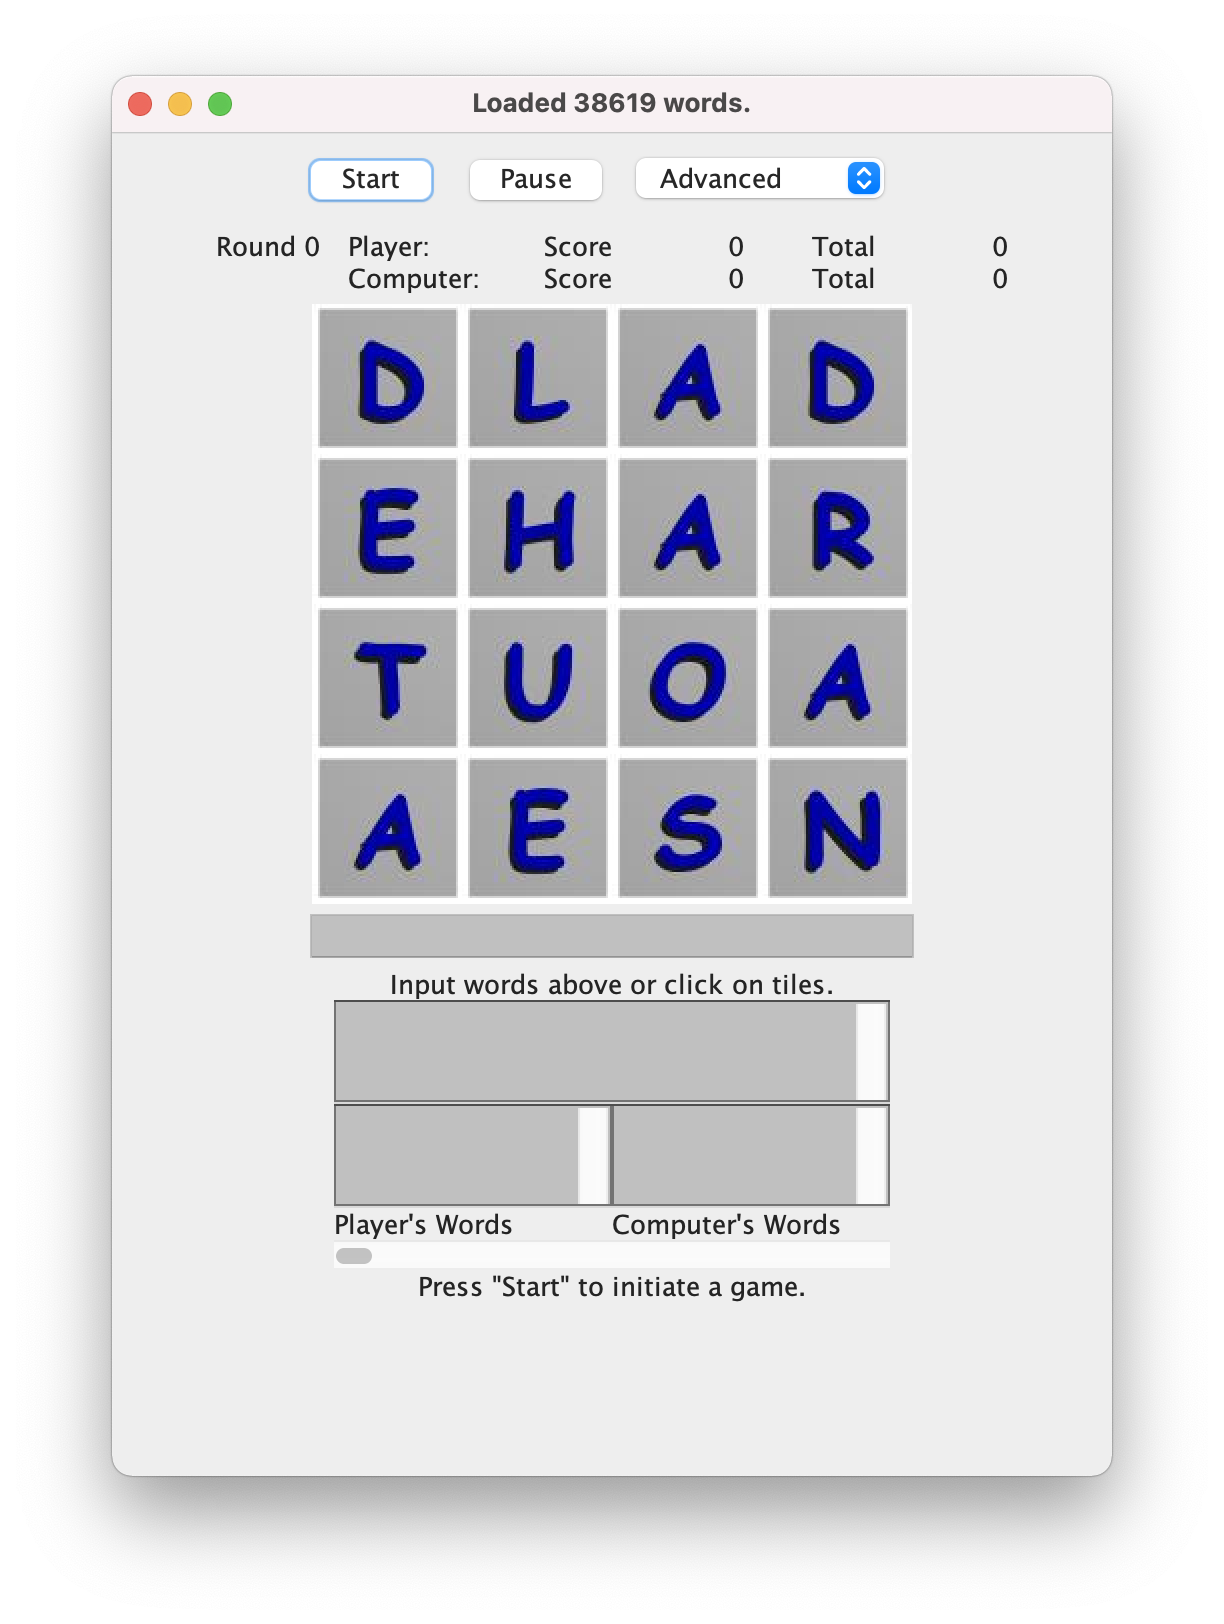 Loaded 38619 words.
Start Pause Advanced
Round 0 Player: Score 0 Total 0
Computer: Score 0 Total 0
D L A D
E H A R
T U O A
A E S N
Input words above or click on tiles.
Player's Words Computer's Words
Press "Start" to initiate a game.